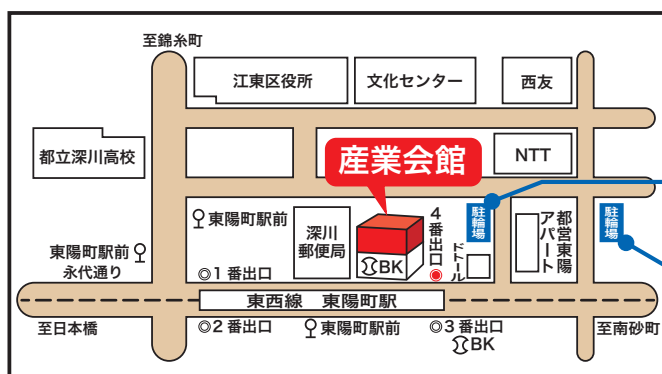 至錦糸町
江東区役所
文化センター
西友
都立深川高校
産業会館
NTT
東陽町駅前
深川
郵便局
4番出口
BK
ドトール
駐輪場
都営東陽
アパート
駐輪場
東陽町駅前
永代通り
◎1番出口
東西線 東陽町駅
至日本橋
◎2番出口
東陽町駅前
◎3番出口
BK
至南砂町